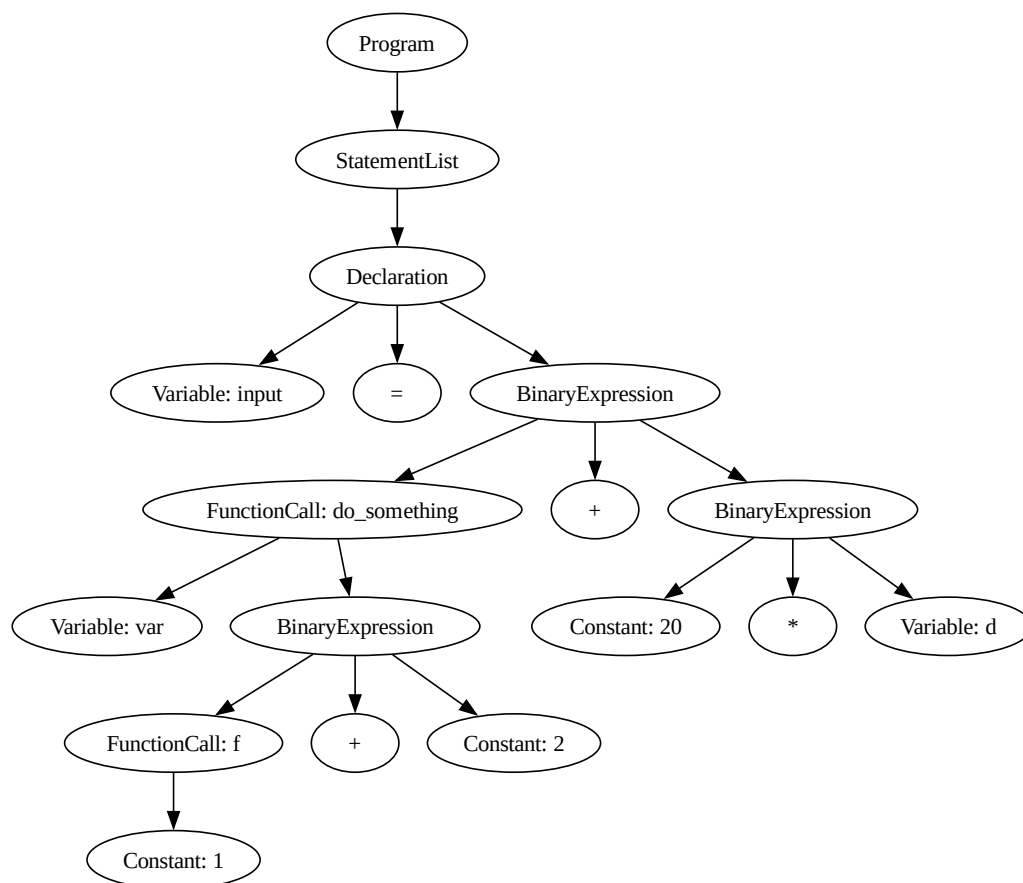 Program
StatementList
Declaration
Variable: input
=
BinaryExpression
FunctionCall: do_something
+
BinaryExpression
Variable: var
BinaryExpression
Constant: 20
*
Variable: d
FunctionCall: f
+
Constant: 2
Constant: 1